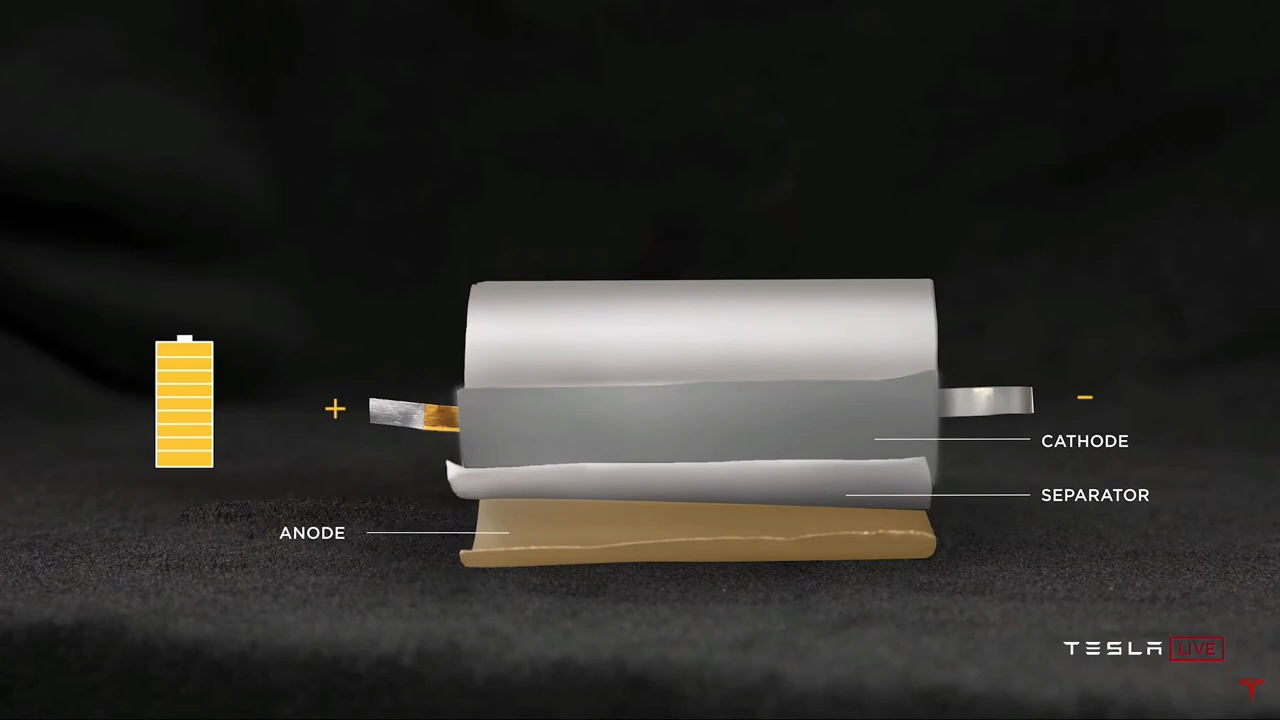 +
−
CATHODE
SEPARATOR
ANODE
TESLA LIVE